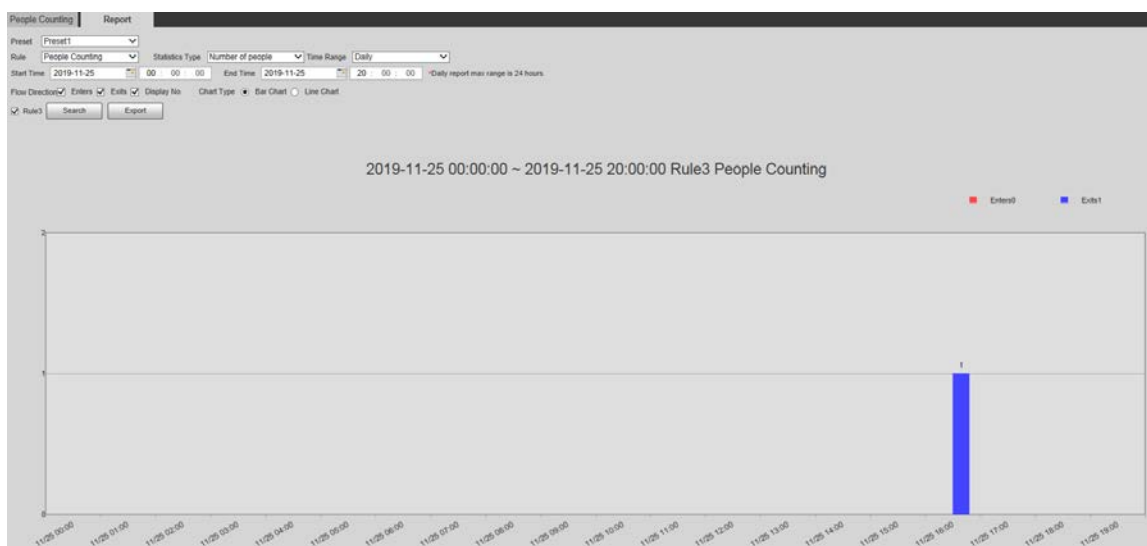 People Counting Report
Preset Preset1
Rule People Counting Statistics Type Number of people Time Range Daily
Start Time 2019-11-25 00 : 00 : 00 End Time 2019-11-25 20 : 00 : 00 *Daily report max range is 24 hours.
Flow Direction Enters Exits Display No. Chart Type Bar Chart Line Chart
Rule3 Search Export
2019-11-25 00:00:00 ~ 2019-11-25 20:00:00 Rule3 People Counting
Enters0 Exits1
2
1
1
0
11/25 00:00 11/25 01:00 11/25 02:00 11/25 03:00 11/25 04:00 11/25 05:00 11/25 06:00 11/25 07:00 11/25 08:00 11/25 09:00 11/25 10:00 11/25 11:00 11/25 12:00 11/25 13:00 11/25 14:00 11/25 15:00 11/25 16:00 11/25 17:00 11/25 18:00 11/25 19:00